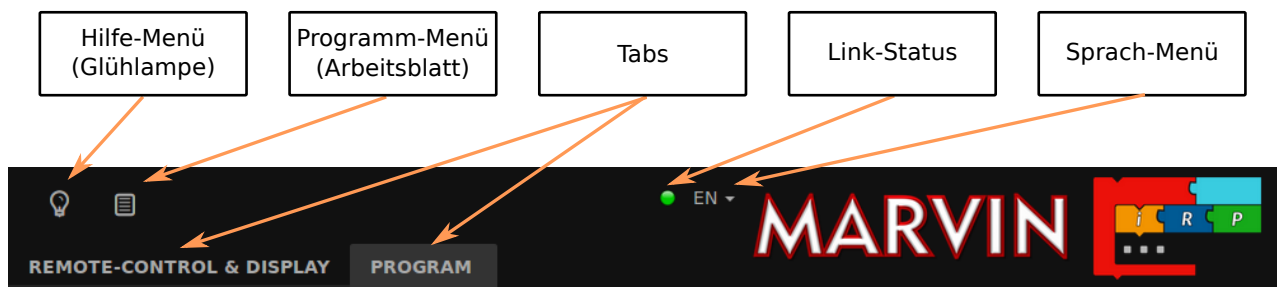 Hilfe-Menü
(Glühlampe)
Programm-Menü
(Arbeitsblatt)
Tabs
Link-Status
Sprach-Menü
EN
MARVIN
i R P
REMOTE-CONTROL & DISPLAY
PROGRAM